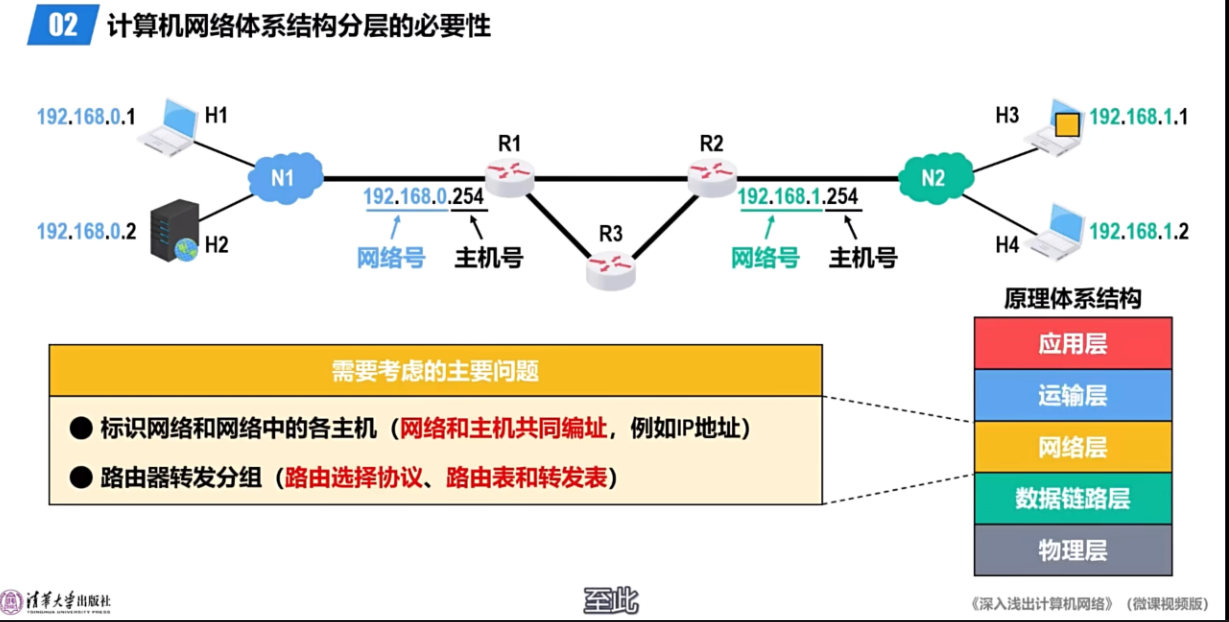 02 计算机网络体系结构分层的必要性
192.168.0.1
H1
H3
192.168.1.1
R1
R2
N1
N2
192.168.0.254
192.168.1.254
192.168.0.2
H2
网络号
主机号
R3
网络号
主机号
H4
192.168.1.2
原理体系结构
应用层
运输层
网络层
数据链路层
物理层
需要考虑的主要问题
● 标识网络和网络中的各主机（网络和主机共同编址，例如IP地址）
● 路由器转发分组（路由选择协议、路由表和转发表）
清华大学出版社
TSINGHUA UNIVERSITY PRESS
至此
《深入浅出计算机网络》（微课视频版）